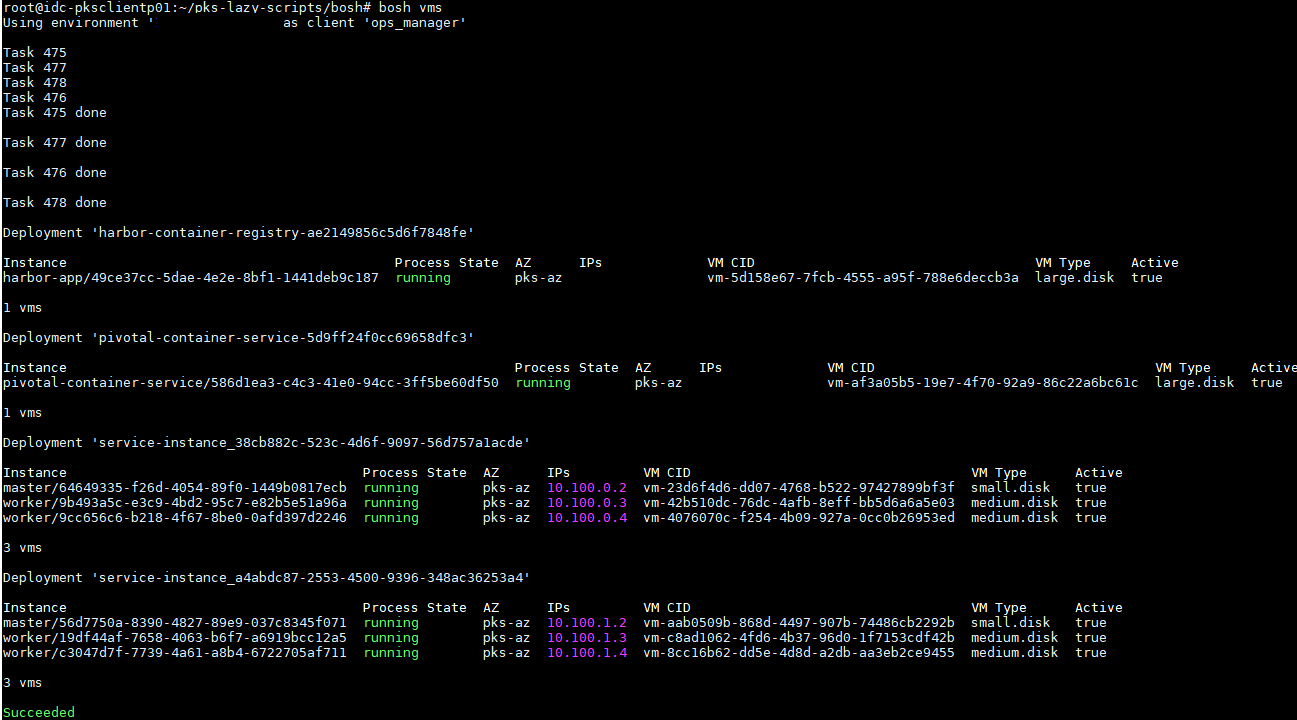 root@idc-pksclientp01:~/pks-lazy-scripts/bosh# bosh vms
Using environment '                as client 'ops_manager'
Task 475
Task 477
Task 478
Task 476
Task 475 done
Task 477 done
Task 476 done
Task 478 done
Deployment 'harbor-container-registry-ae2149856c5d6f7848fe'
Instance Process State AZ IPs VM CID VM Type Active
harbor-app/49ce37cc-5dae-4e2e-8bf1-1441deb9c187 running pks-az vm-5d158e67-7fcb-4555-a95f-788e6deccb3a large.disk true
1 vms
Deployment 'pivotal-container-service-5d9ff24f0cc69658dfc3'
Instance Process State AZ IPs VM CID VM Type Active
pivotal-container-service/586d1ea3-c4c3-41e0-94cc-3ff5be60df50 running pks-az vm-af3a05b5-19e7-4f70-92a9-86c22a6bc61c large.disk true
1 vms
Deployment 'service-instance_38cb882c-523c-4d6f-9097-56d757a1acde'
Instance Process State AZ IPs VM CID VM Type Active
master/64649335-f26d-4054-89f0-1449b0817ecb running pks-az 10.100.0.2 vm-23d6f4d6-dd07-4768-b522-97427899bf3f small.disk true
worker/9b493a5c-e3c9-4bd2-95c7-e82b5e51a96a running pks-az 10.100.0.3 vm-42b510dc-76dc-4afb-8eff-bb5d6a6a5e03 medium.disk true
worker/9cc656c6-b218-4f67-8be0-0afd397d2246 running pks-az 10.100.0.4 vm-4076070c-f254-4b09-927a-0cc0b26953ed medium.disk true
3 vms
Deployment 'service-instance_a4abdc87-2553-4500-9396-348ac36253a4'
Instance Process State AZ IPs VM CID VM Type Active
master/56d7750a-8390-4827-89e9-037c8345f071 running pks-az 10.100.1.2 vm-aab0509b-868d-4497-907b-74486cb2292b small.disk true
worker/19df44af-7658-4063-b6f7-a6919bcc12a5 running pks-az 10.100.1.3 vm-c8ad1062-4fd6-4b37-96d0-1f7153cdf42b medium.disk true
worker/c3047d7f-7739-4a61-a8b4-6722705af711 running pks-az 10.100.1.4 vm-8cc16b62-dd5e-4d8d-a2db-aa3eb2ce9455 medium.disk true
3 vms
Succeeded